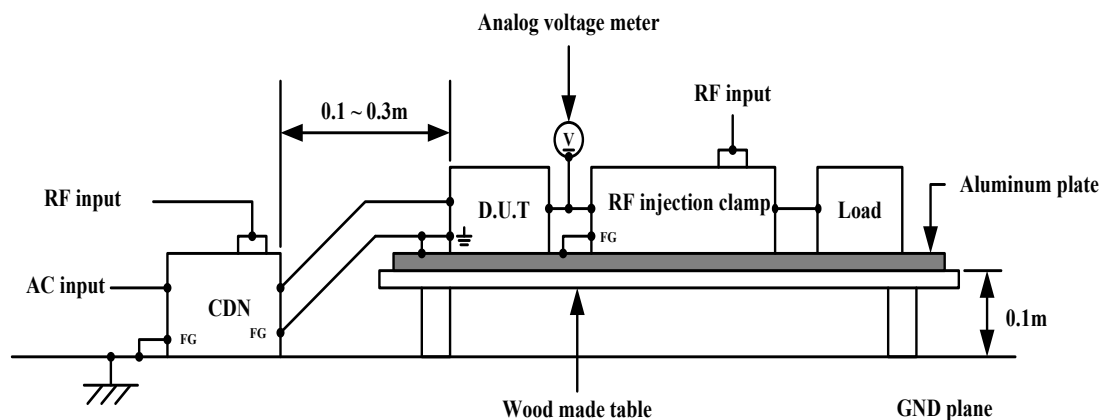 Analog voltage meter
0.1 ~ 0.3m
RF input
V
RF input
D.U.T
RF injection clamp
Load
Aluminum plate
FG
AC input
CDN
FG
FG
0.1m
Wood made table
GND plane